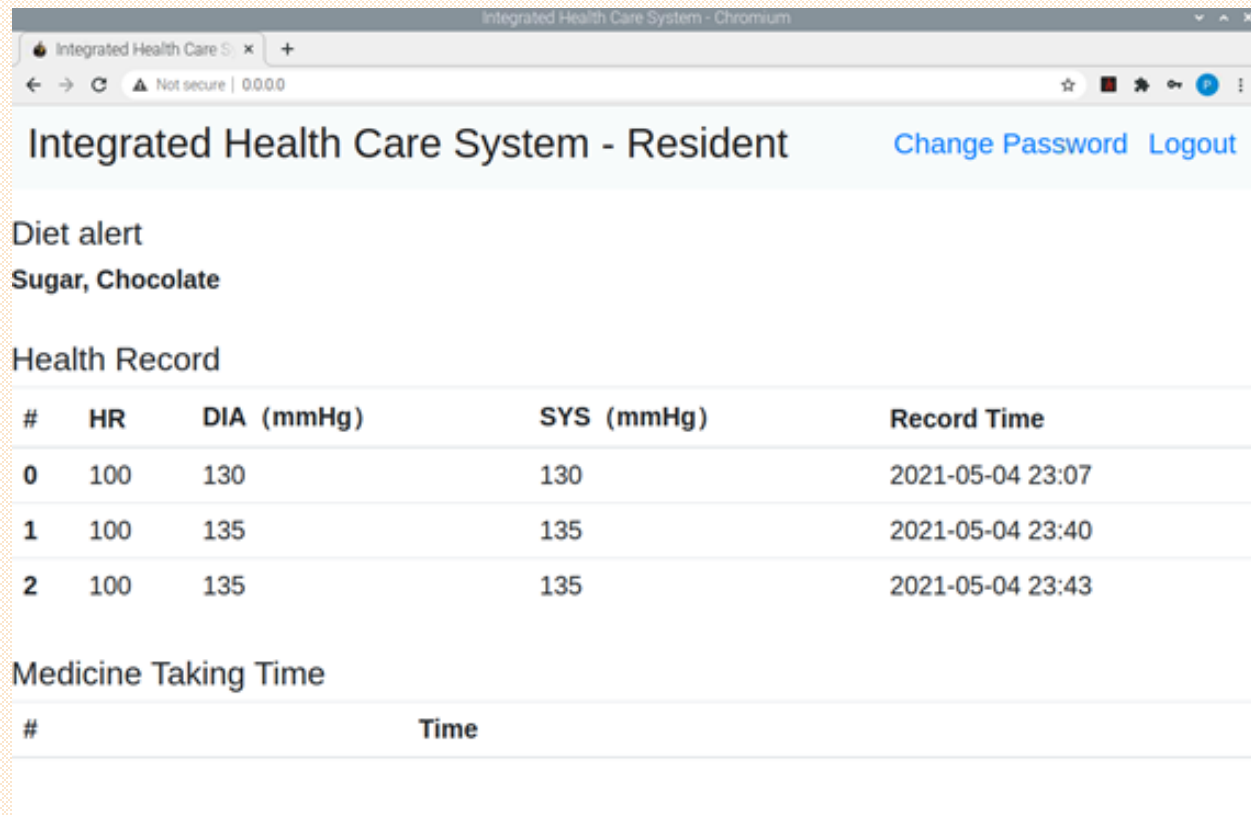 Integrated Health Care System - Chromium
Integrated Health Care S
Not secure | 0.0.0.0
P
Integrated Health Care System - Resident Change Password Logout
Diet alert
Sugar, Chocolate
Health Record
# HR DIA (mmHg) SYS (mmHg) Record Time
0 100 130 130 2021-05-04 23:07
1 100 135 135 2021-05-04 23:40
2 100 135 135 2021-05-04 23:43
Medicine Taking Time
# Time